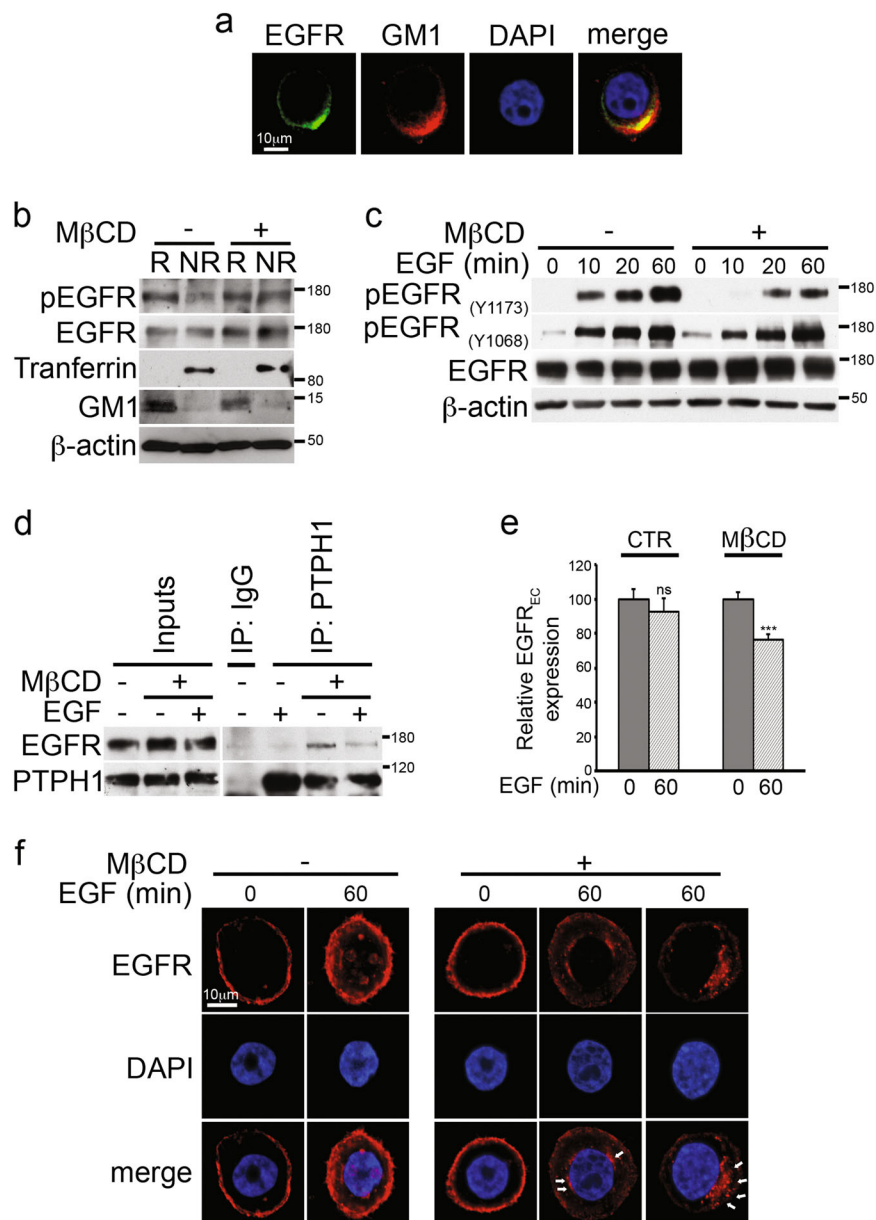 a
EGFR GM1 DAPI merge
10μm
b
MβCD - +
R NR R NR
pEGFR 180
EGFR 180
Tranferrin 80
GM1 15
β-actin 50
c
MβCD - +
EGF (min) 0 10 20 60 0 10 20 60
pEGFR (Y1173) 180
pEGFR (Y1068)
EGFR 180
β-actin 50
d
Inputs IP: IgG IP: PTPH1
MβCD - + - - +
EGF - - + - + - +
EGFR 180
PTPH1 120
e
CTR MβCD
Relative EGFR EC expression
120
100
80
60
40
20
0
ns
***
EGF (min) 0 60 0 60
f
MβCD - +
EGF (min) 0 60 0 60 60
EGFR
10μm
DAPI
merge